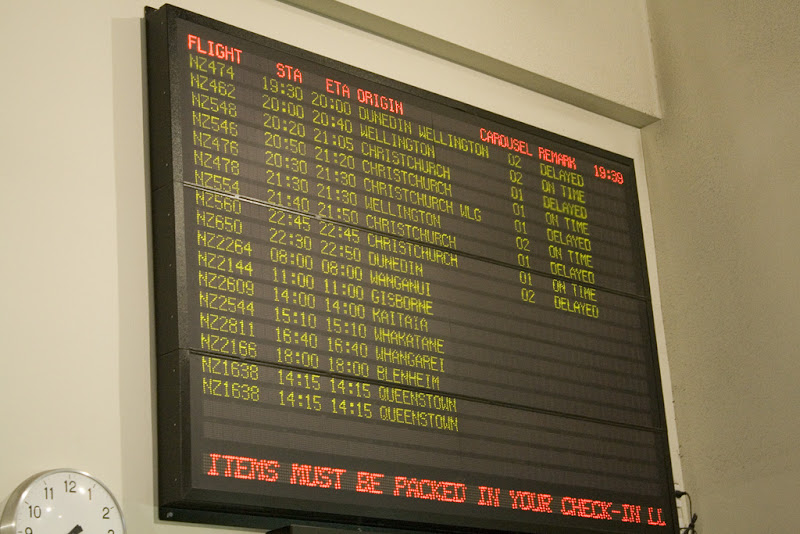 FLIGHT STA ETA ORIGIN CAROUSEL REMARK 19:39
NZ474 19:30 20:00 DUNEDIN WELLINGTON 02 DELAYED
NZ462 20:00 20:40 WELLINGTON 02 ON TIME
NZ548 20:20 21:05 CHRISTCHURCH 01 DELAYED
NZ546 20:50 21:20 CHRISTCHURCH 01 ON TIME
NZ476 20:30 21:30 CHRISTCHURCH WLG 01 DELAYED
NZ478 21:30 21:30 WELLINGTON 02 ON TIME
NZ554 21:40 21:50 CHRISTCHURCH 01 DELAYED
NZ560 22:45 22:45 CHRISTCHURCH 01 ON TIME
NZ650 22:30 22:50 DUNEDIN 02 DELAYED
NZ2264 08:00 08:00 WANGANUI
NZ2144 11:00 11:00 GISBORNE
NZ2609 14:00 14:00 KAITAIA
NZ2544 15:10 15:10 WHAKATANE
NZ2811 16:40 16:40 WHANGAREI
NZ2166 18:00 18:00 BLENHEIM
NZ1638 14:15 14:15 QUEENSTOWN
NZ1638 14:15 14:15 QUEENSTOWN
ITEMS MUST BE PACKED IN YOUR CHECK-IN
10 11 12 1 2